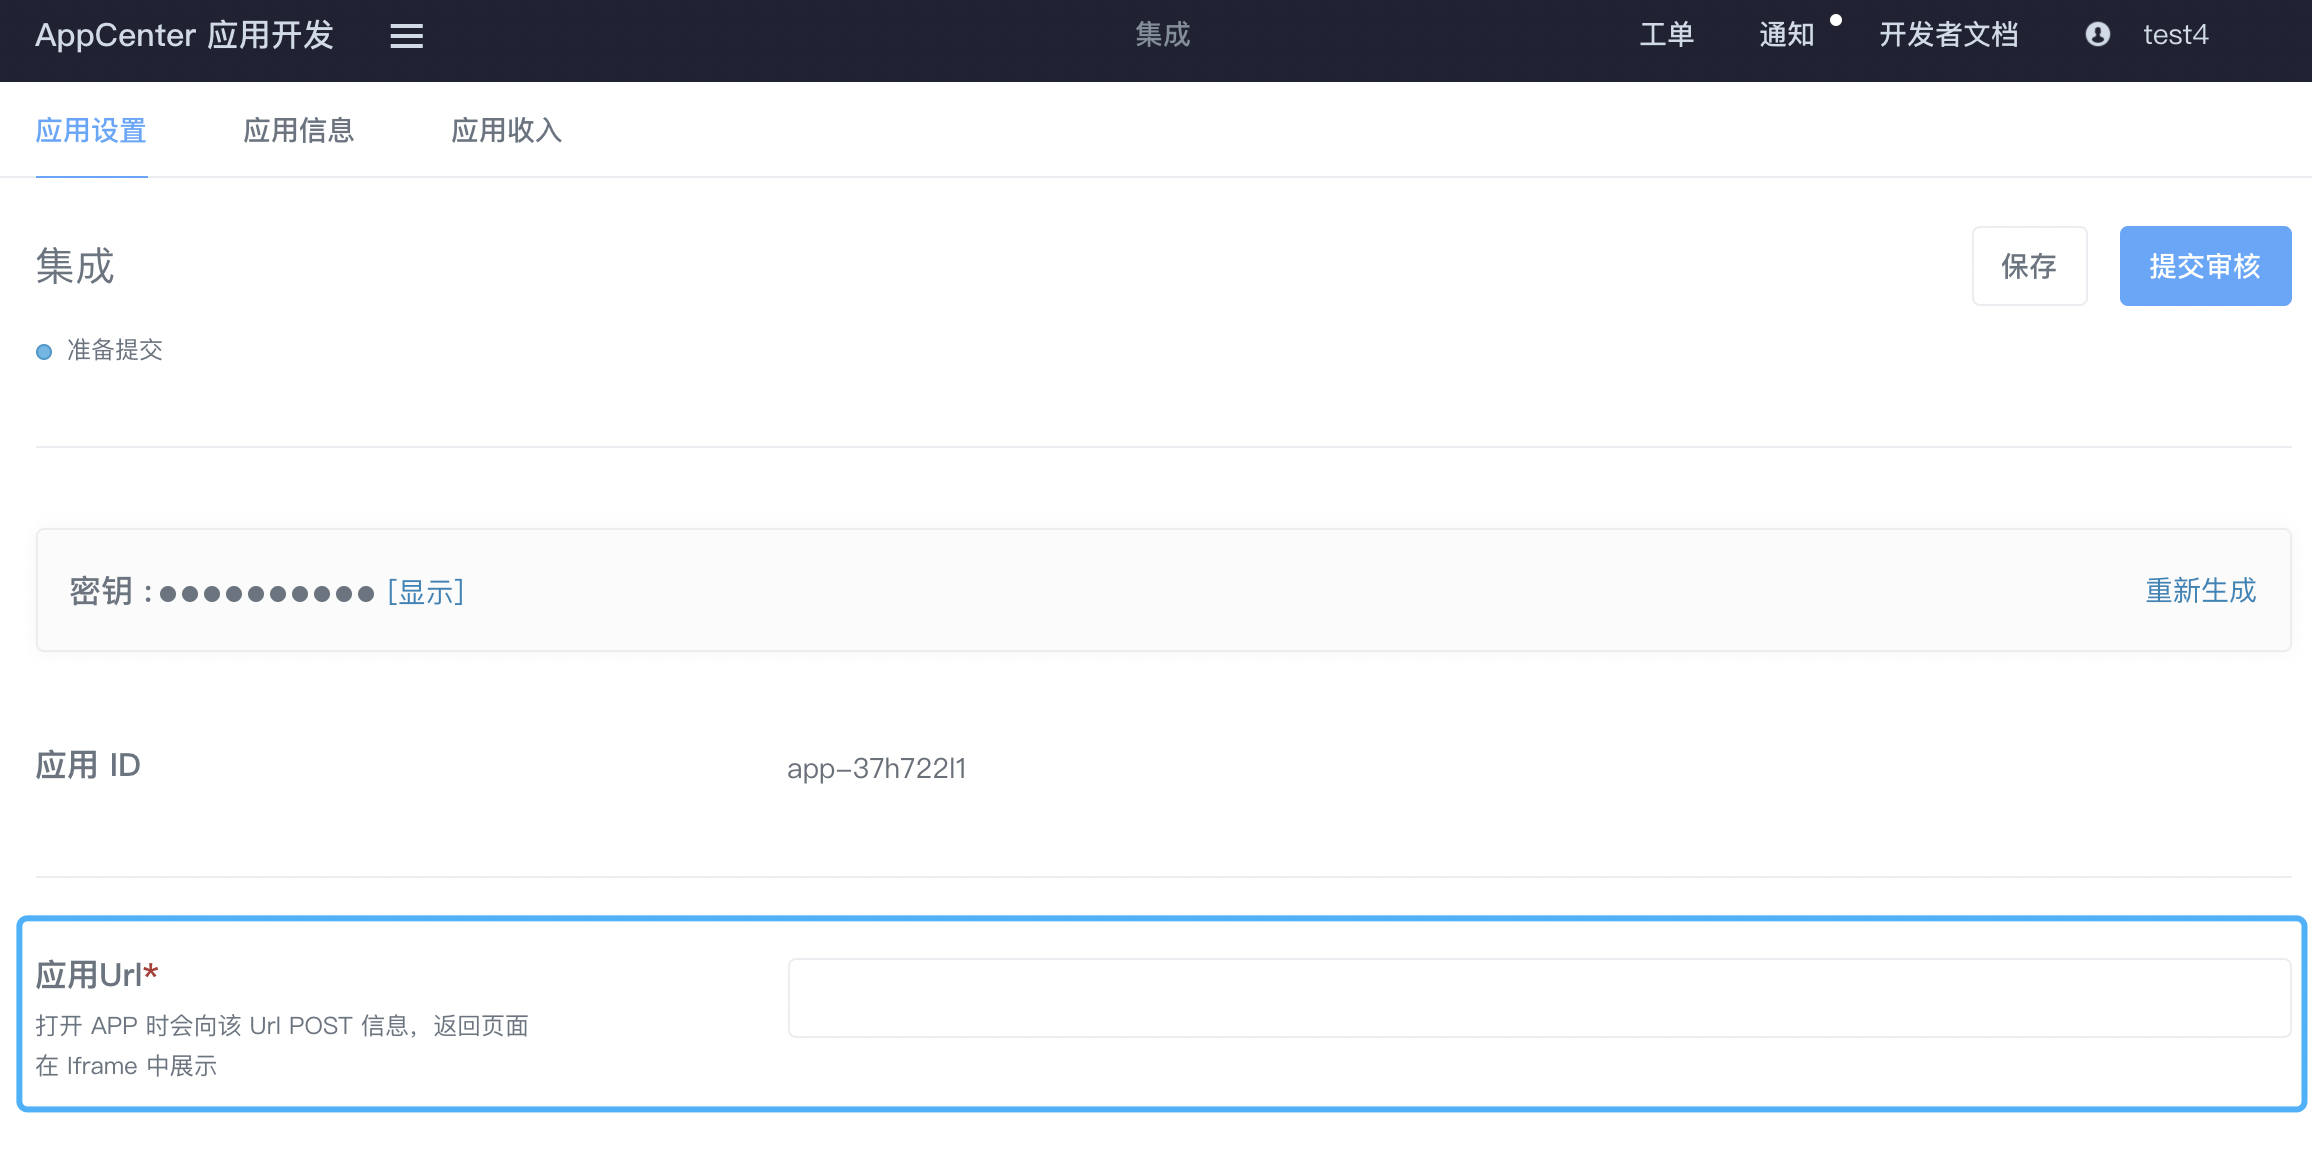 AppCenter 应用开发
集成
工单
通知
开发者文档
test4
应用设置
应用信息
应用收入
集成
保存
提交审核
准备提交
密钥 :●●●●●●●●●● [显示]
重新生成
应用 ID
app-37h722l1
应用Url*
打开 APP 时会向该 Url POST 信息，返回页面
在 Iframe 中展示